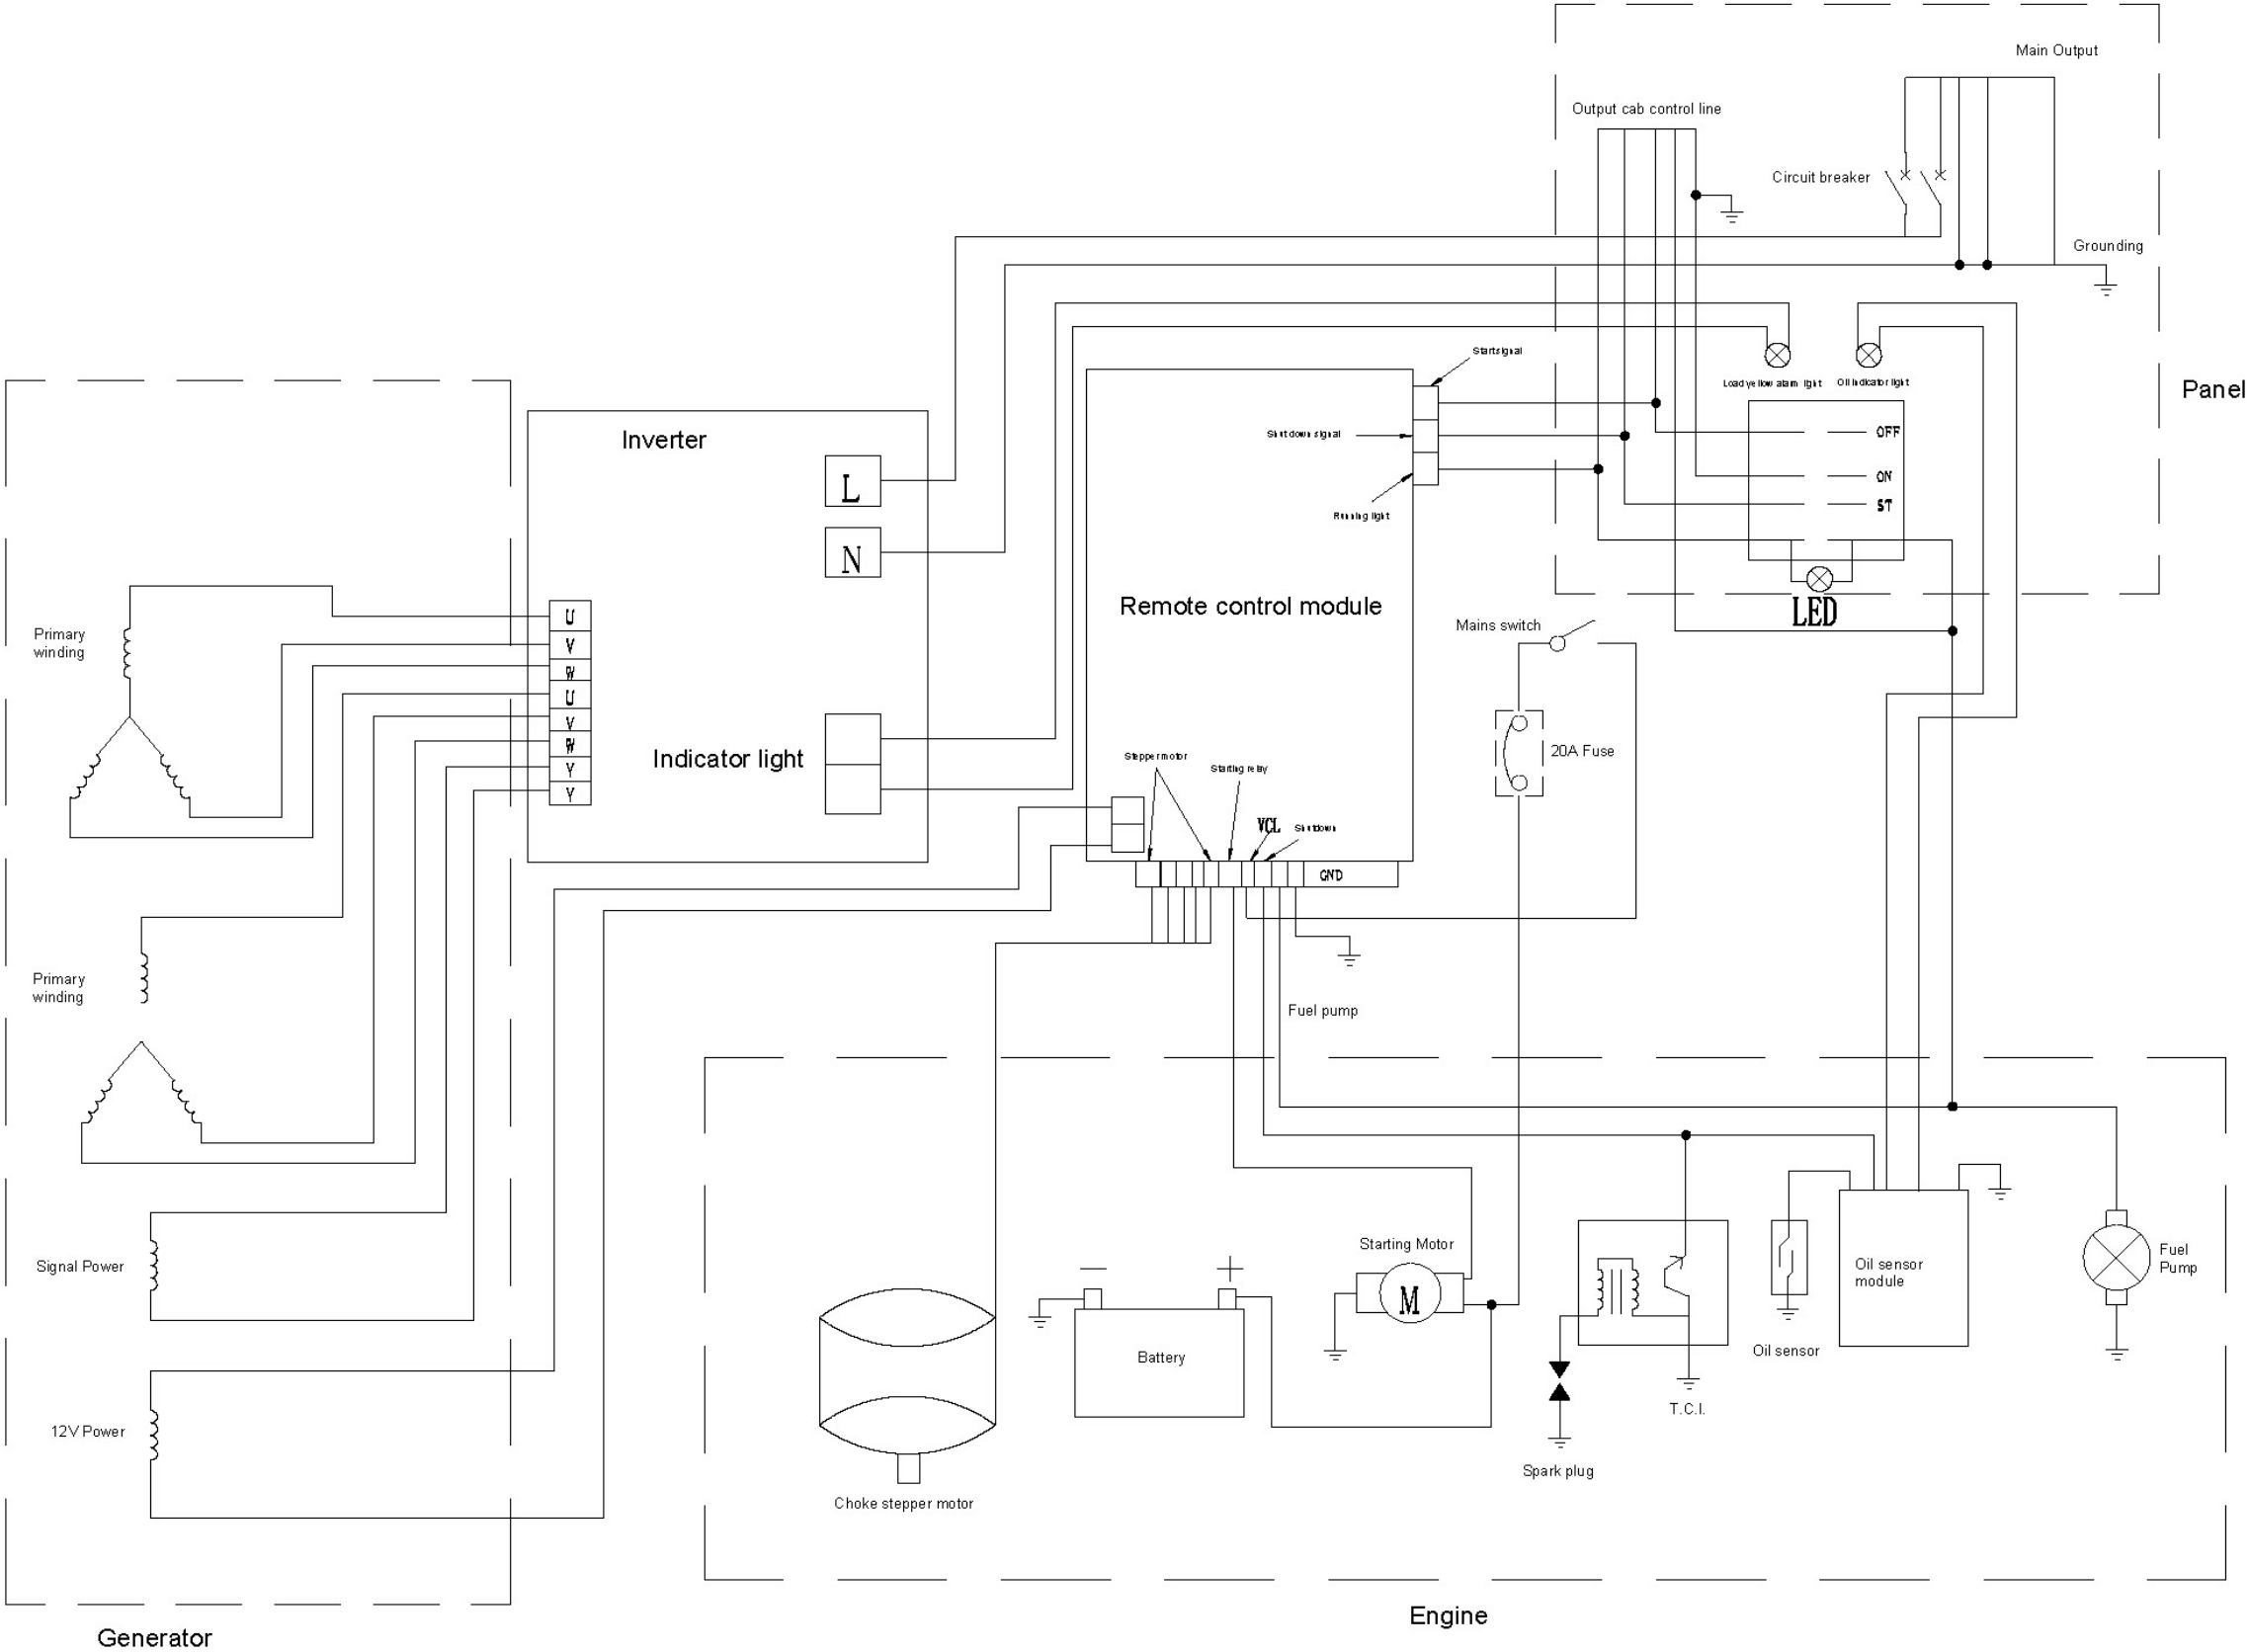 Main Output
Output cab control line
Circuit breaker
Grounding
Startsignal
Load yellow alarm light
Oil Indicator light
Panel
Inverter
L
N
Shut down signal
OFF
ON
ST
Running light
LED
Remote control module
Mains switch
U
V
W
U
V
W
Y
Y
Primary
winding
Indicator light
Stepper motor
Starting relay
20A Fuse
VCL
Shutdown
GND
Primary
winding
Fuel pump
Signal Power
Starting Motor
M
Oil sensor
module
Fuel
Pump
Battery
Oil sensor
T.C.I.
12V Power
Spark plug
Choke stepper motor
Engine
Generator